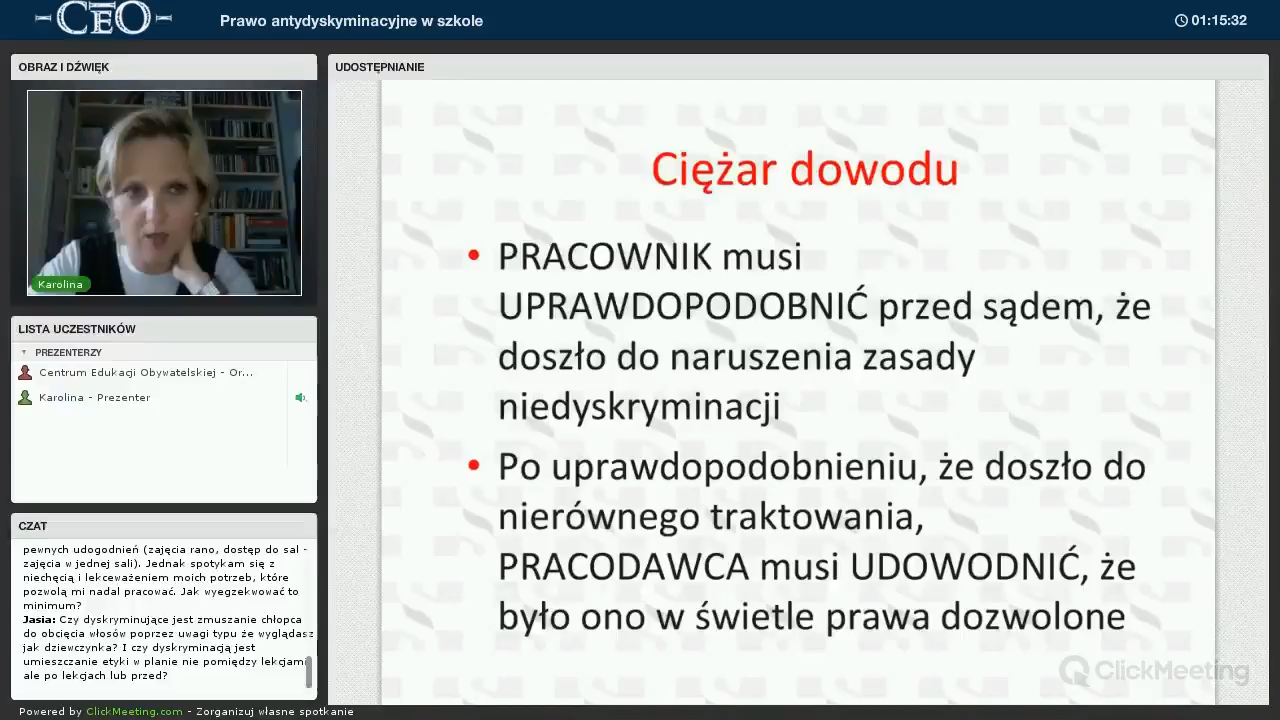 CEO
Prawo antydyskryminacyjne w szkole
01:15:32
OBRAZ I DŹWIĘK
Karolina
LISTA UCZESTNIKÓW
PREZENTERZY
Centrum Edukacji Obywatelskiej - Or...
Karolina - Prezenter
CZAT
pewnych udogodnień (zajęcia rano, dostęp do sal -
zajęcia w jednej sali). Jednak spotykam się z
niechęcią i lekceważeniem moich potrzeb, które
pozwolą mi nadal pracować. Jak wyegzekwować to
minimum?
Jasia: Czy dyskryminujące jest zmuszanie chłopca
do obcięcia włosów poprzez uwagi typu że wyglądasz
jak dziewczynka? I czy dyskryminacją jest
umieszczanie etyki w planie nie pomiędzy lekcjami
ale po lekcjach lub przed?
UDOSTĘPNIANIE
Ciężar dowodu
• PRACOWNIK musi
UPRAWDOPODOBNIĆ przed sądem, że
doszło do naruszenia zasady
niedyskryminacji
• Po uprawdopodobnieniu, że doszło do
nierównego traktowania,
PRACODAWCA musi UDOWODNIĆ, że
było ono w świetle prawa dozwolone
ClickMeeting
Powered by ClickMeeting.com - Zorganizuj własne spotkanie